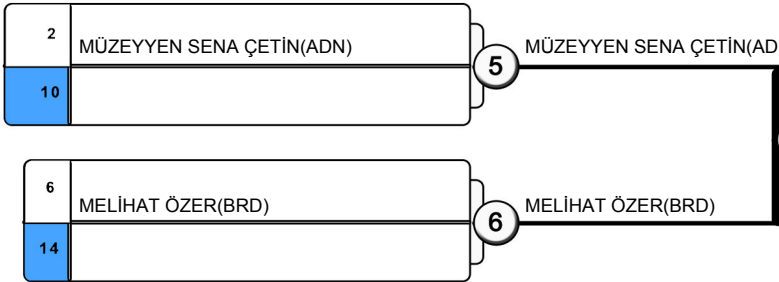 2
MÜZEYYEN SENA ÇETİN(ADN)
10
5
MÜZEYYEN SENA ÇETİN(AD
6
MELİHAT ÖZER(BRD)
14
6
MELİHAT ÖZER(BRD)